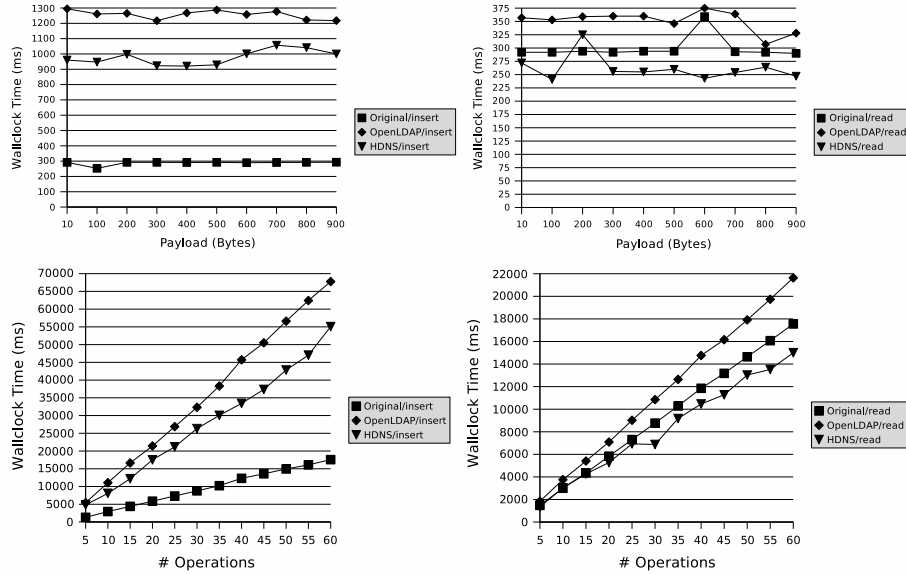 1300
1200
1100
1000
900
800
700
600
500
400
300
200
100
0
Wallclock Time (ms)
10 100 200 300 400 500 600 700 800 900
Payload (Bytes)
Original/insert
OpenLDAP/insert
HDNS/insert
375
350
325
300
275
250
225
200
175
150
125
100
75
50
25
0
Wallclock Time (ms)
10 100 200 300 400 500 600 700 800 900
Payload (Bytes)
Original/read
OpenLDAP/read
HDNS/read
70000
65000
60000
55000
50000
45000
40000
35000
30000
25000
20000
15000
10000
5000
0
Wallclock Time (ms)
5 10 15 20 25 30 35 40 45 50 55 60
# Operations
Original/insert
OpenLDAP/insert
HDNS/insert
22000
20000
18000
16000
14000
12000
10000
8000
6000
4000
2000
0
Wallclock Time (ms)
5 10 15 20 25 30 35 40 45 50 55 60
# Operations
Original/read
OpenLDAP/read
HDNS/read